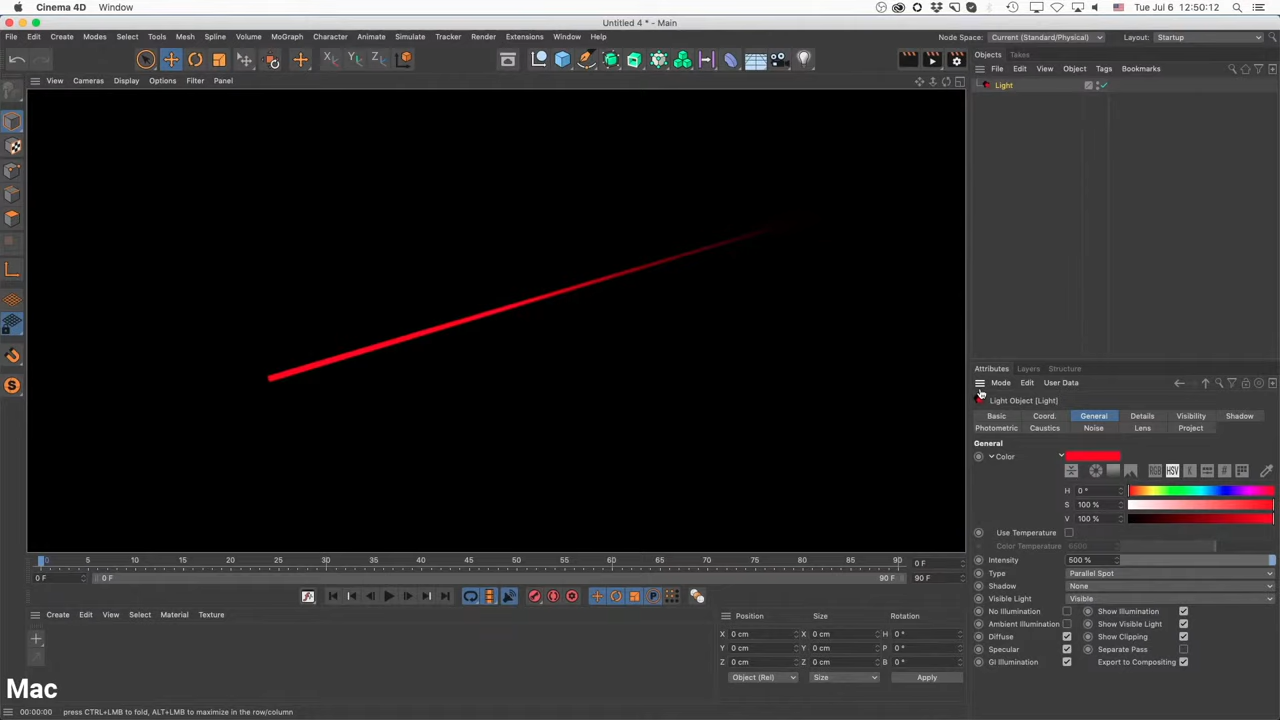 Cinema 4D Window Tue Jul 6 12:50:12
Untitled 4 * - Main
File Edit Create Modes Select Tools Mesh Spline Volume MoGraph Character Animate Simulate Tracker Render Extensions Window Help Node Space: Current (Standard/Physical) Layout: Startup
Objects Takes
File Edit View Object Tags Bookmarks
View Cameras Display Options Filter Panel
Light
Attributes Layers Structure
Mode Edit User Data
Light Object [Light]
Basic Coord. General Details Visibility Shadow
Photometric Caustics Noise Lens Project
General
Color
RGB HSV K #
H 0 °
S 100 %
V 100 %
Use Temperature
Color Temperature 6500
Intensity 500 %
Type Parallel Spot
Shadow None
Visible Light Visible
No Illumination Show Illumination
Ambient Illumination Show Visible Light
Diffuse Show Clipping
Specular Separate Pass
GI Illumination Export to Compositing
0 5 10 15 20 25 30 35 40 45 50 55 60 65 70 75 80 85 90 0 F
0 F 0 F 90 F 90 F
Create Edit View Select Material Texture
Position Size Rotation
X 0 cm X 0 cm H 0 °
Y 0 cm Y 0 cm P 0 °
Z 0 cm Z 0 cm B 0 °
Object (Rel) Size Apply
Mac
00:00:00 press CTRL+LMB to fold, ALT+LMB to maximize in the row/column